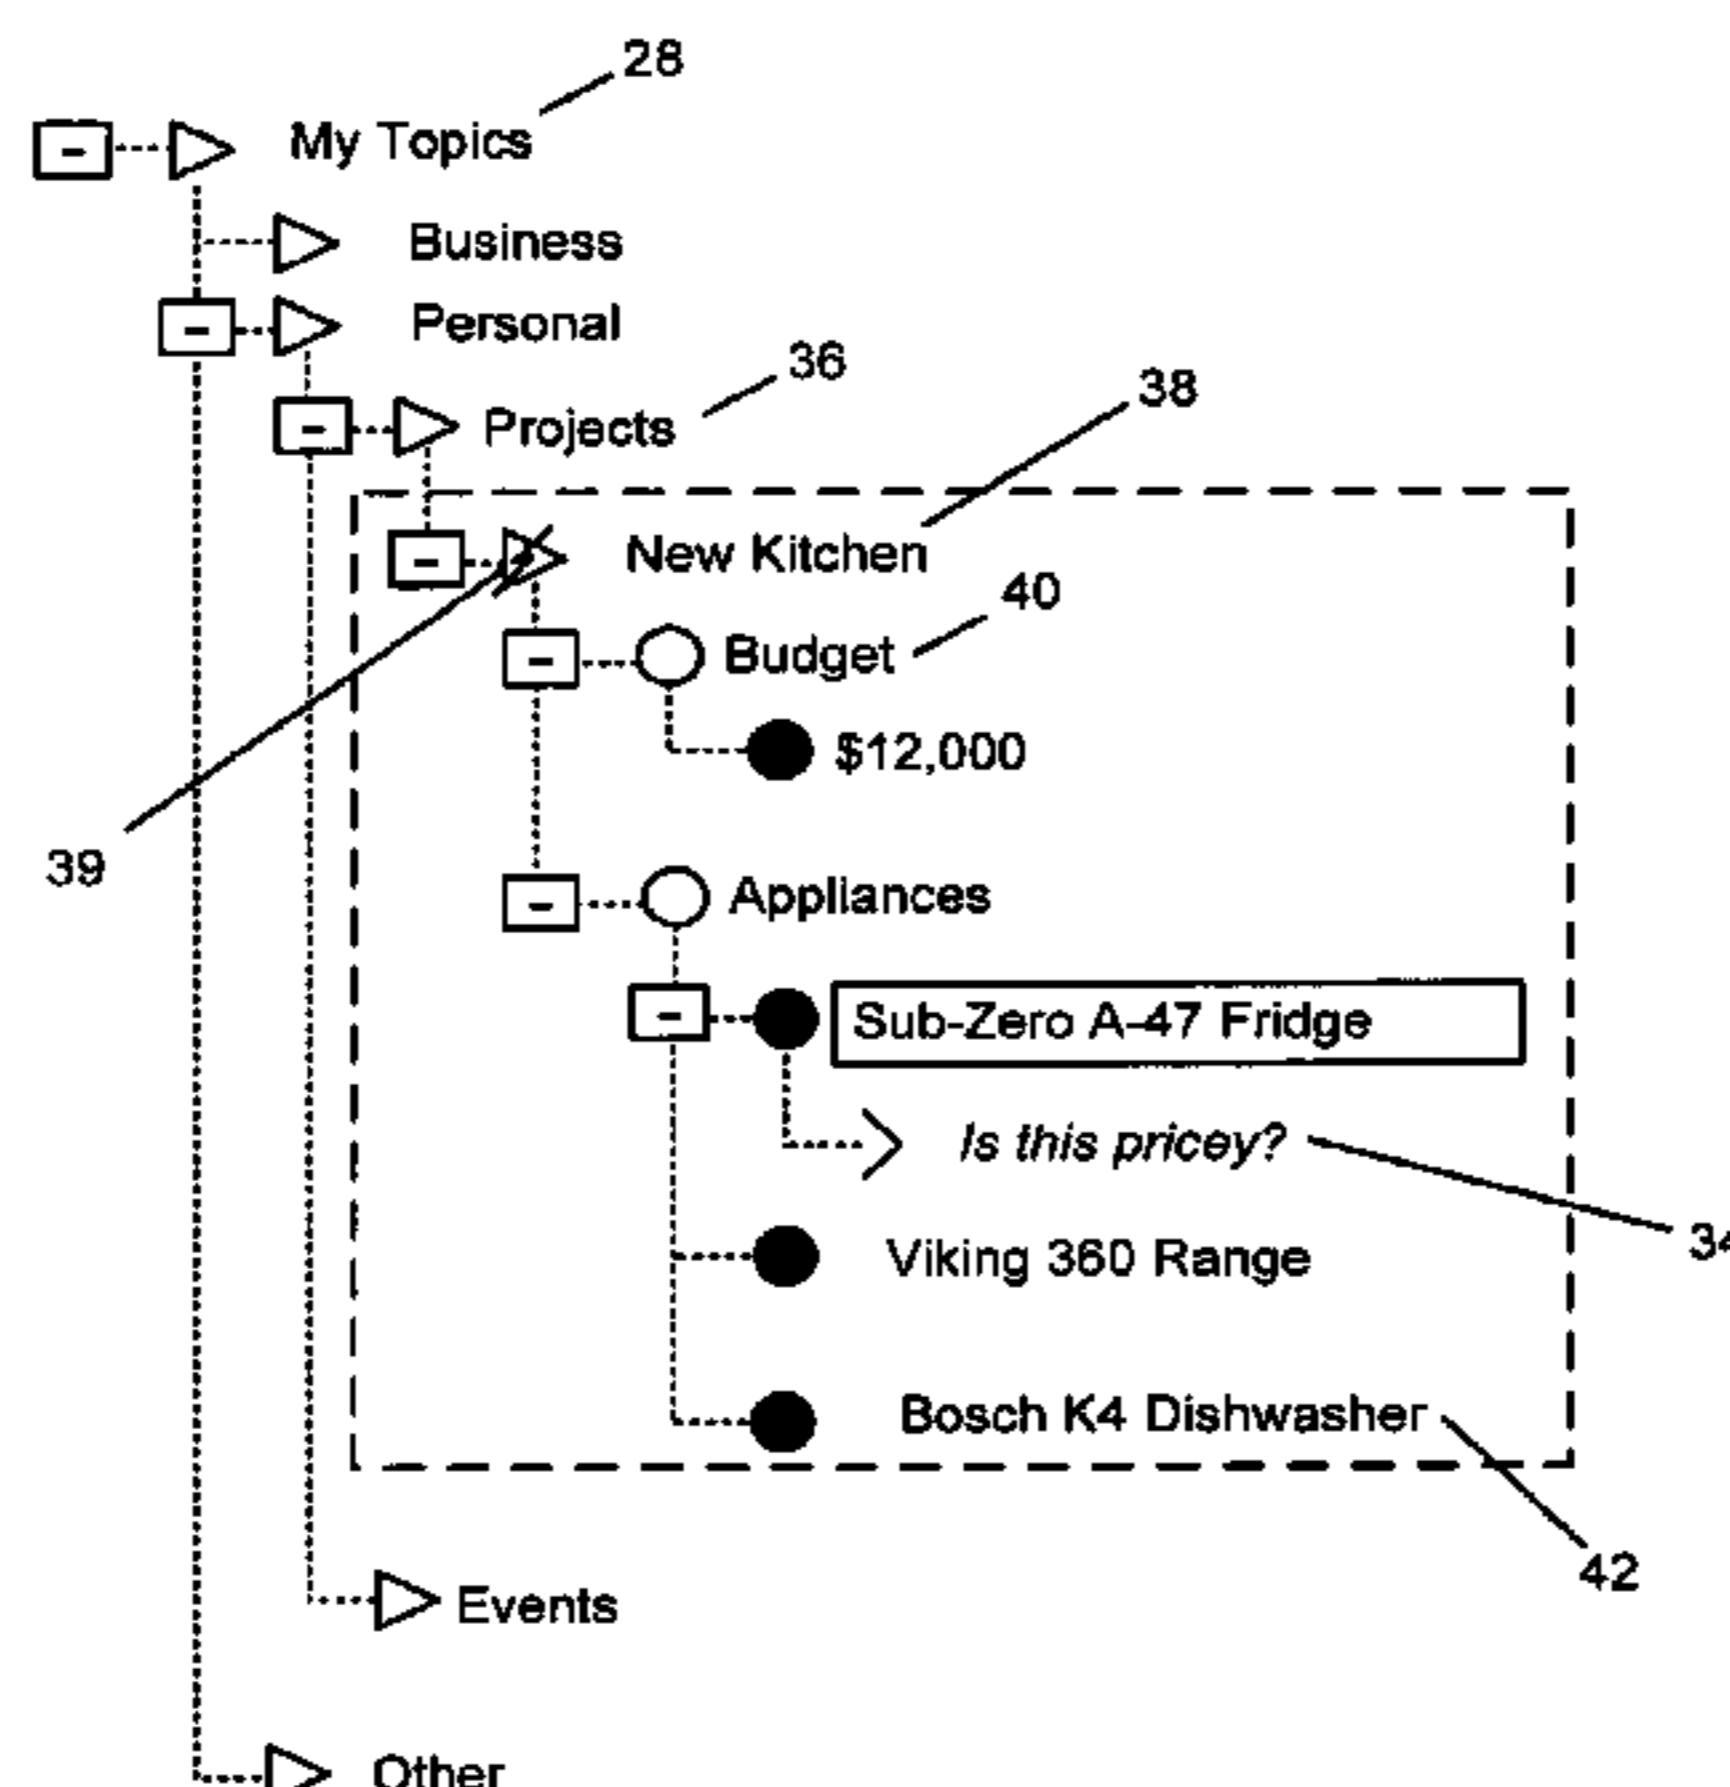 28
My Topics
Business
Personal
36
38
Projects
New Kitchen
40
Budget
$12,000
39
Appliances
Sub-Zero A-47 Fridge
Is this pricey?
34
Viking 360 Range
Bosch K4 Dishwasher
42
Events
Other